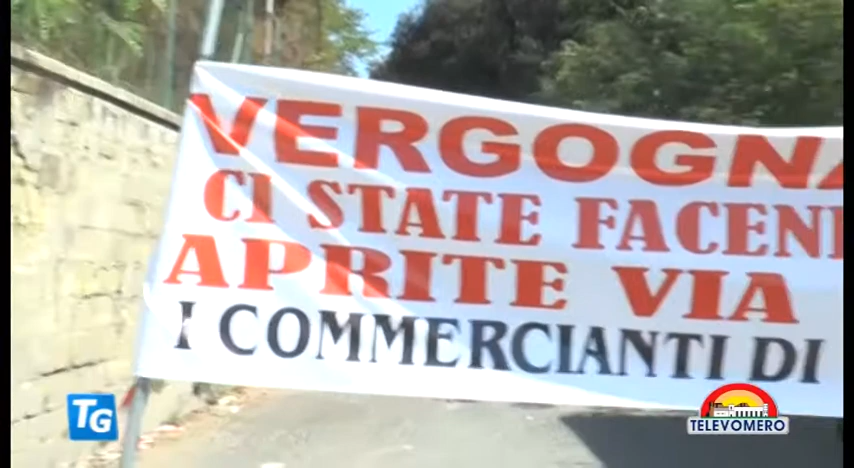 VERGOGNA
CI STATE FACEN
APRITE VIA
I COMMERCIANTI DI
TG
TELEVOMERO